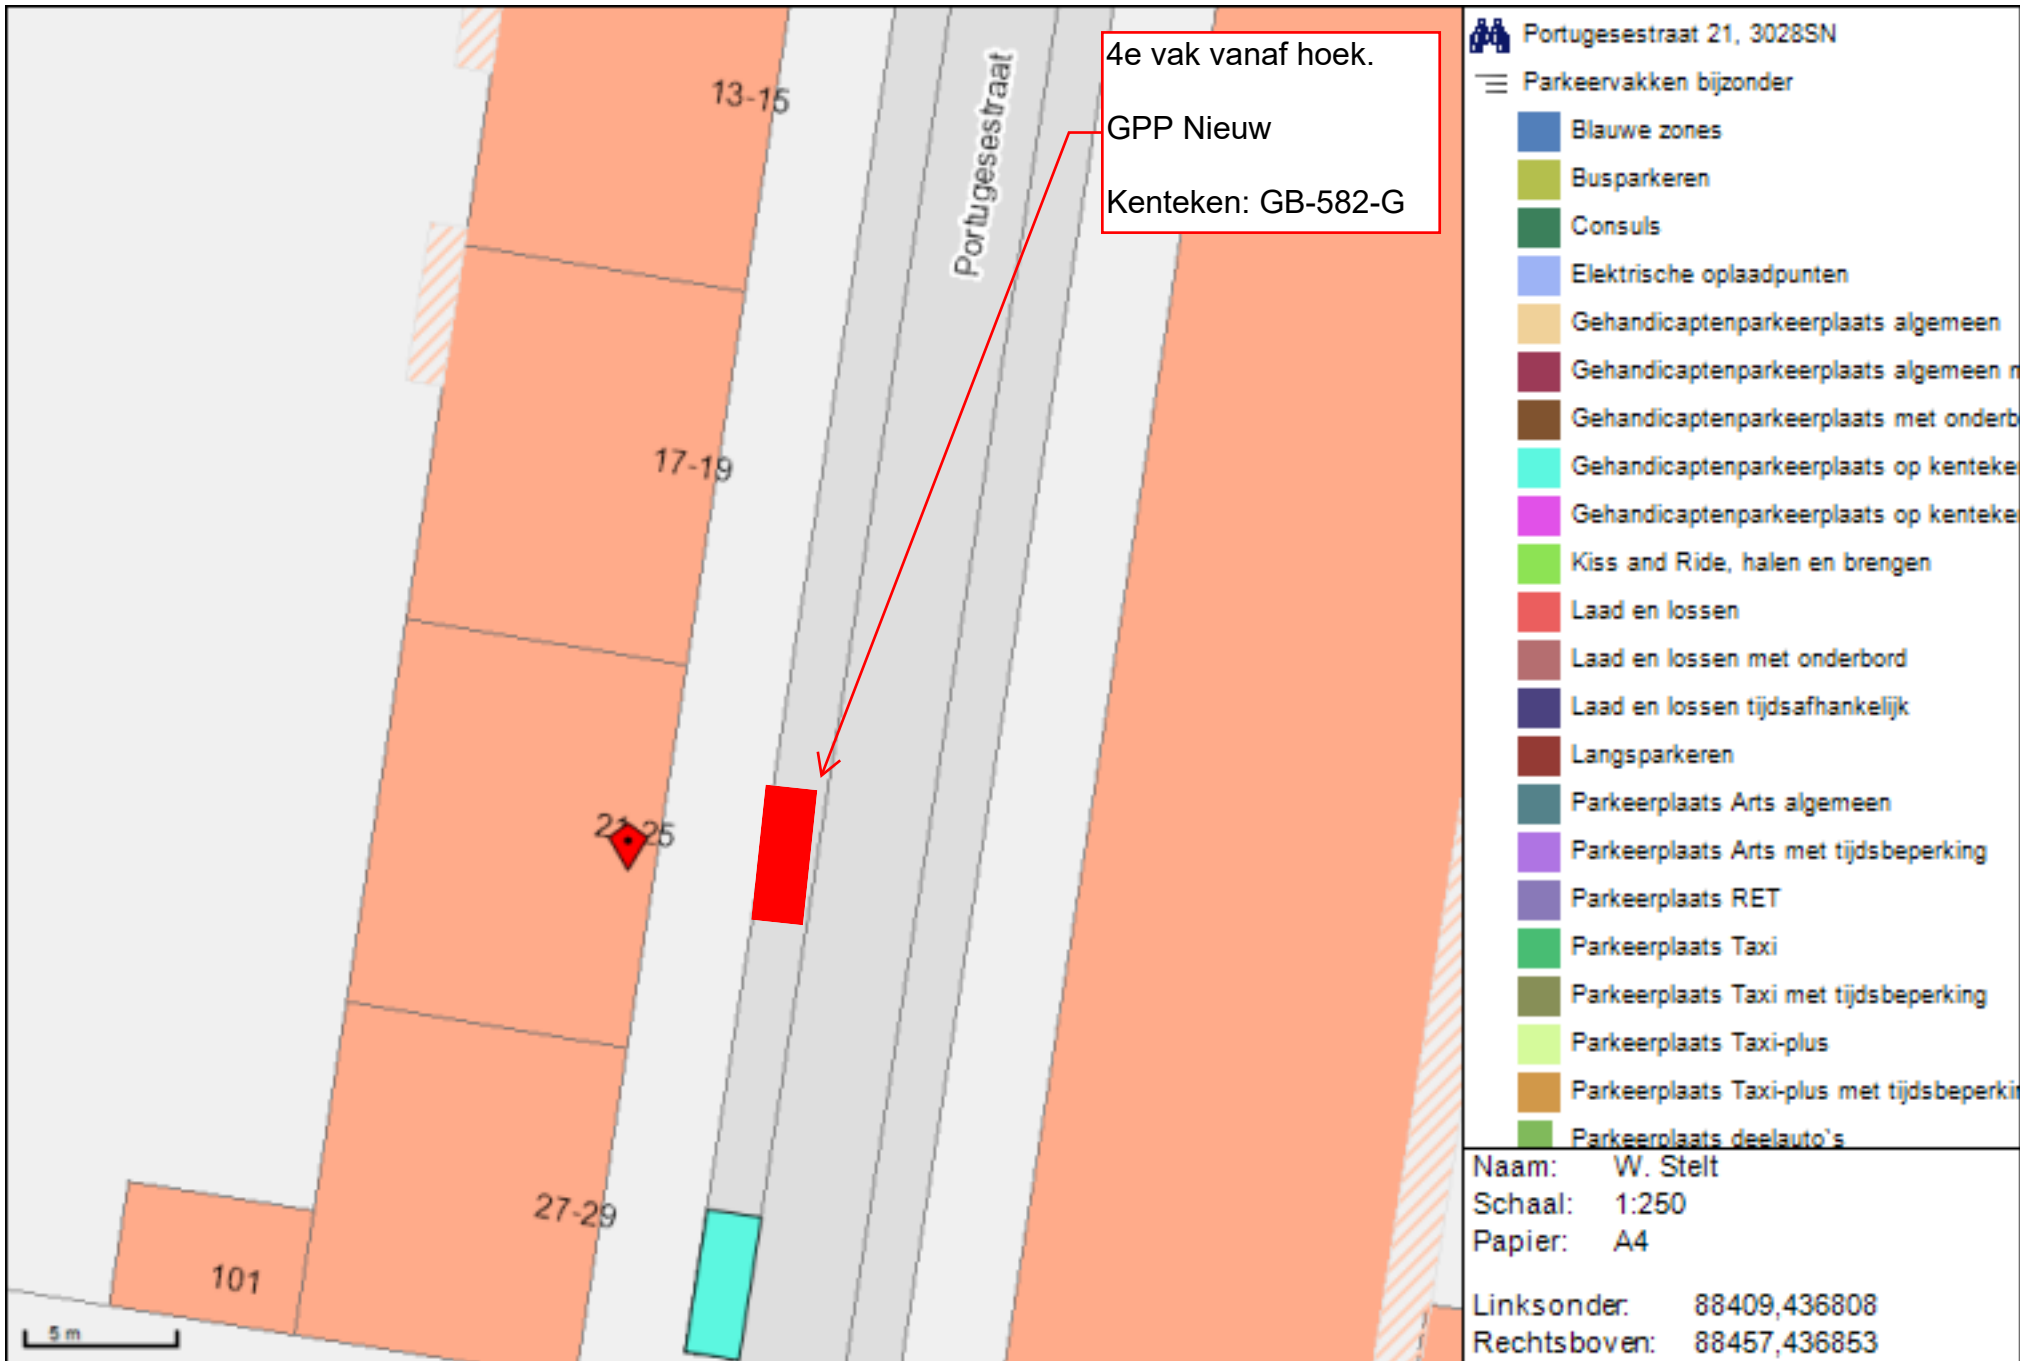 13-15
Portugesestraat
4e vak vanaf hoek.
GPP Nieuw
Kenteken: GB-582-G
17-19
21-25
27-29
101
5 m
Portugesestraat 21, 3028SN
Parkeervakken bijzonder
Blauwe zones
Busparkeren
Consuls
Elektrische oplaadpunten
Gehandicaptenparkeerplaats algemeen
Gehandicaptenparkeerplaats algemeen
Gehandicaptenparkeerplaats met onderb
Gehandicaptenparkeerplaats op kenteke
Gehandicaptenparkeerplaats op kenteke
Kiss and Ride, halen en brengen
Laad en lossen
Laad en lossen met onderbord
Laad en lossen tijdsafhankelijk
Langsparkeren
Parkeerplaats Arts algemeen
Parkeerplaats Arts met tijdsbeperking
Parkeerplaats RET
Parkeerplaats Taxi
Parkeerplaats Taxi met tijdsbeperking
Parkeerplaats Taxi-plus
Parkeerplaats Taxi-plus met tijdsbeperkin
Parkeerplaats deelauto`s
Naam: W. Stelt
Schaal: 1:250
Papier: A4
Linksonder: 88409,436808
Rechtsboven: 88457,436853